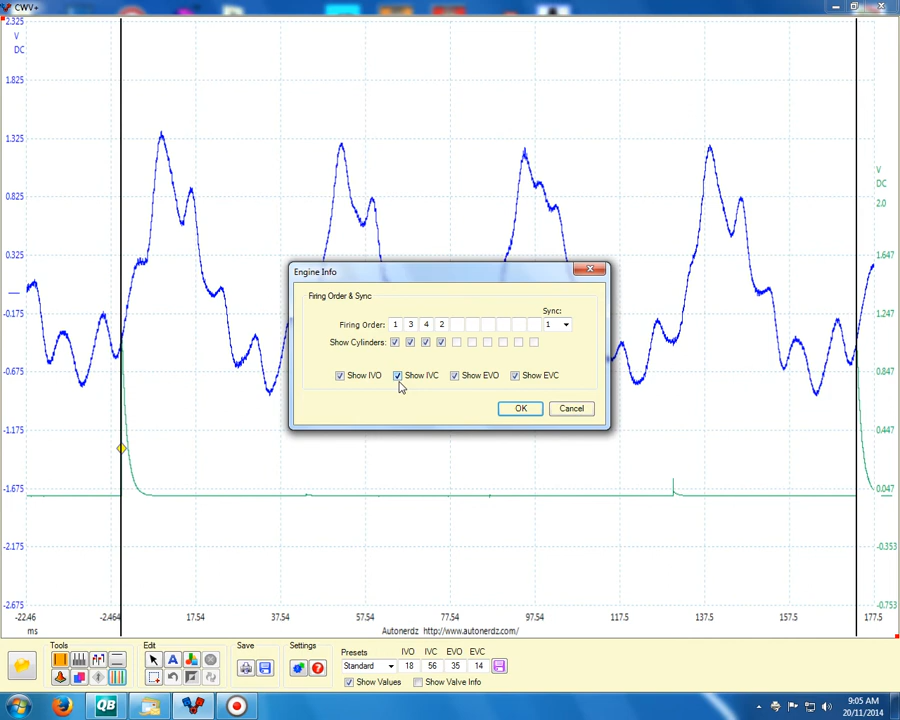 CWV+
2.325
V
DC
1.825
1.325
V
DC
0.825
2.0
0.325
1.647
-0.175
1.247
-0.675
0.847
-1.175
0.447
-1.675
0.047
-2.175
-0.353
-2.675
-0.753
-22.46
-2.464
17.54
37.54
57.54
77.54
97.54
117.5
137.5
157.5
177.5
ms
Autonerdz http://www.autonerdz.com/
Engine Info
Firing Order & Sync
Sync:
Firing Order: 1 3 4 2 1
Show Cylinders:
Show IVO Show IVC Show EVO Show EVC
OK Cancel
Tools Edit Save Settings
Presets IVO IVC EVO EVC
Standard 18 56 35 14
Show Values Show Valve Info
A
QB
9:05 AM
20/11/2014